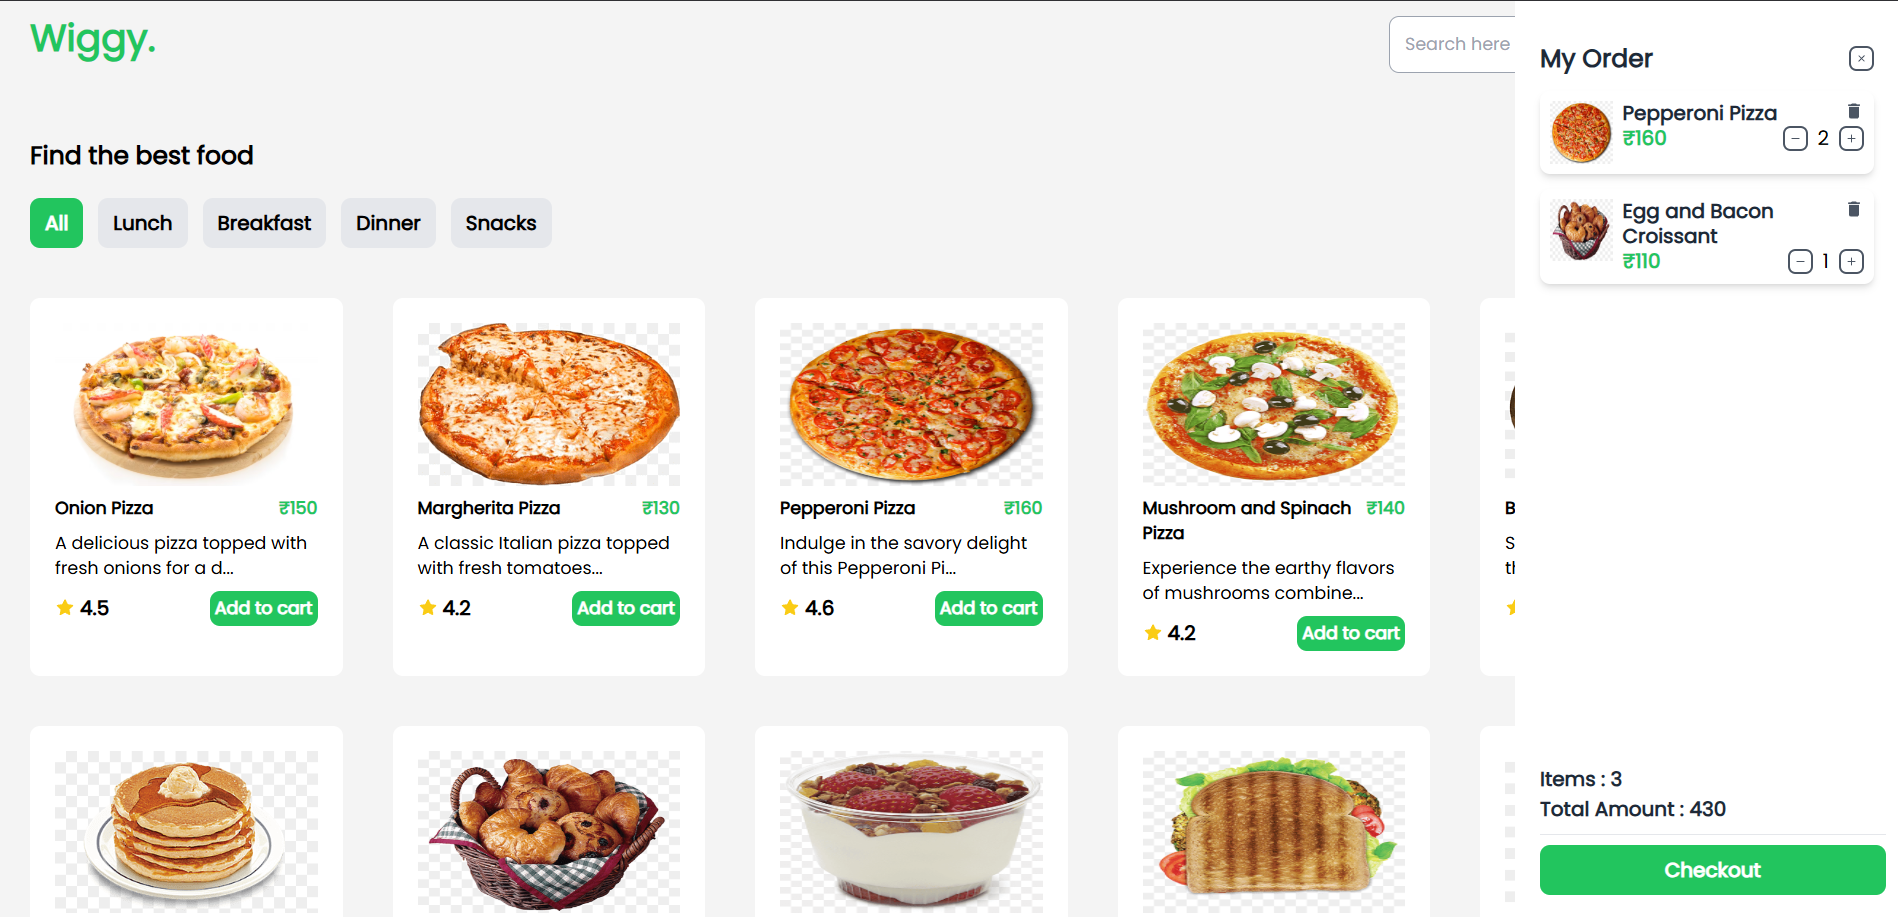 Wiggy.
Search here
Find the best food
All
Lunch
Breakfast
Dinner
Snacks
Onion Pizza
₹150
A delicious pizza topped with
fresh onions for a d...
4.5
Add to cart
Margherita Pizza
₹130
A classic Italian pizza topped
with fresh tomatoes...
4.2
Add to cart
Pepperoni Pizza
₹160
Indulge in the savory delight
of this Pepperoni Pi...
4.6
Add to cart
Mushroom and Spinach
Pizza
₹140
Experience the earthy flavors
of mushrooms combine...
4.2
Add to cart
My Order
Pepperoni Pizza
₹160
2
Egg and Bacon
Croissant
₹110
1
Items : 3
Total Amount : 430
Checkout